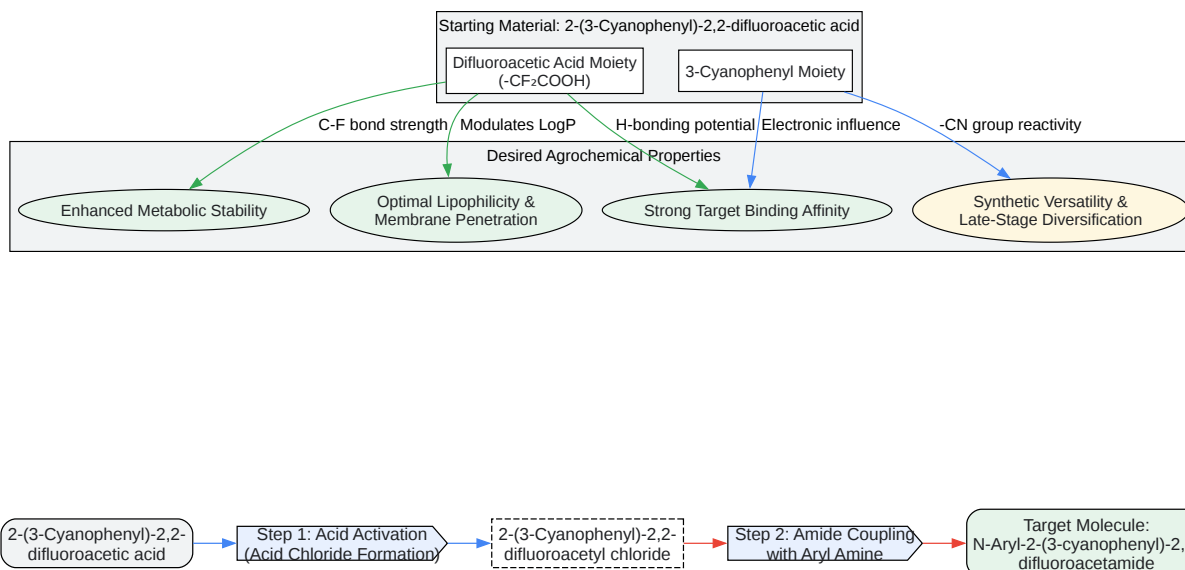 Starting Material: 2-(3-Cyanophenyl)-2,2-difluoroacetic acid
Difluoroacetic Acid Moiety
(-CF₂COOH)
3-Cyanophenyl Moiety
C-F bond strength
Modulates LogP
H-bonding potential
Electronic influence
-CN group reactivity
Desired Agrochemical Properties
Enhanced Metabolic Stability
Optimal Lipophilicity &
Membrane Penetration
Strong Target Binding Affinity
Synthetic Versatility &
Late-Stage Diversification
2-(3-Cyanophenyl)-2,2-
difluoroacetic acid
Step 1: Acid Activation
(Acid Chloride Formation)
2-(3-Cyanophenyl)-2,2-
difluoroacetyl chloride
Step 2: Amide Coupling
with Aryl Amine
Target Molecule:
N-Aryl-2-(3-cyanophenyl)-2,
difluoroacetamide